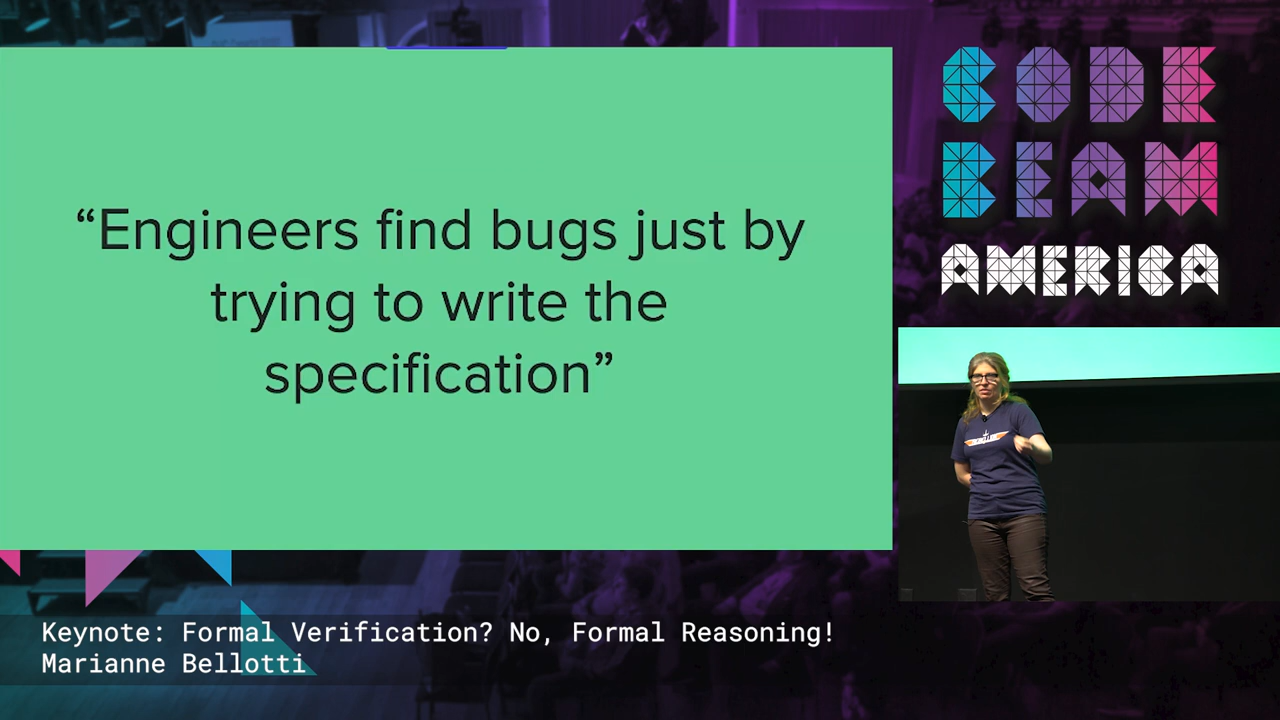 “Engineers find bugs just by
trying to write the
specification”
CODE
BEAM
AMERICA
Keynote: Formal Verification? No, Formal Reasoning!
Marianne Bellotti